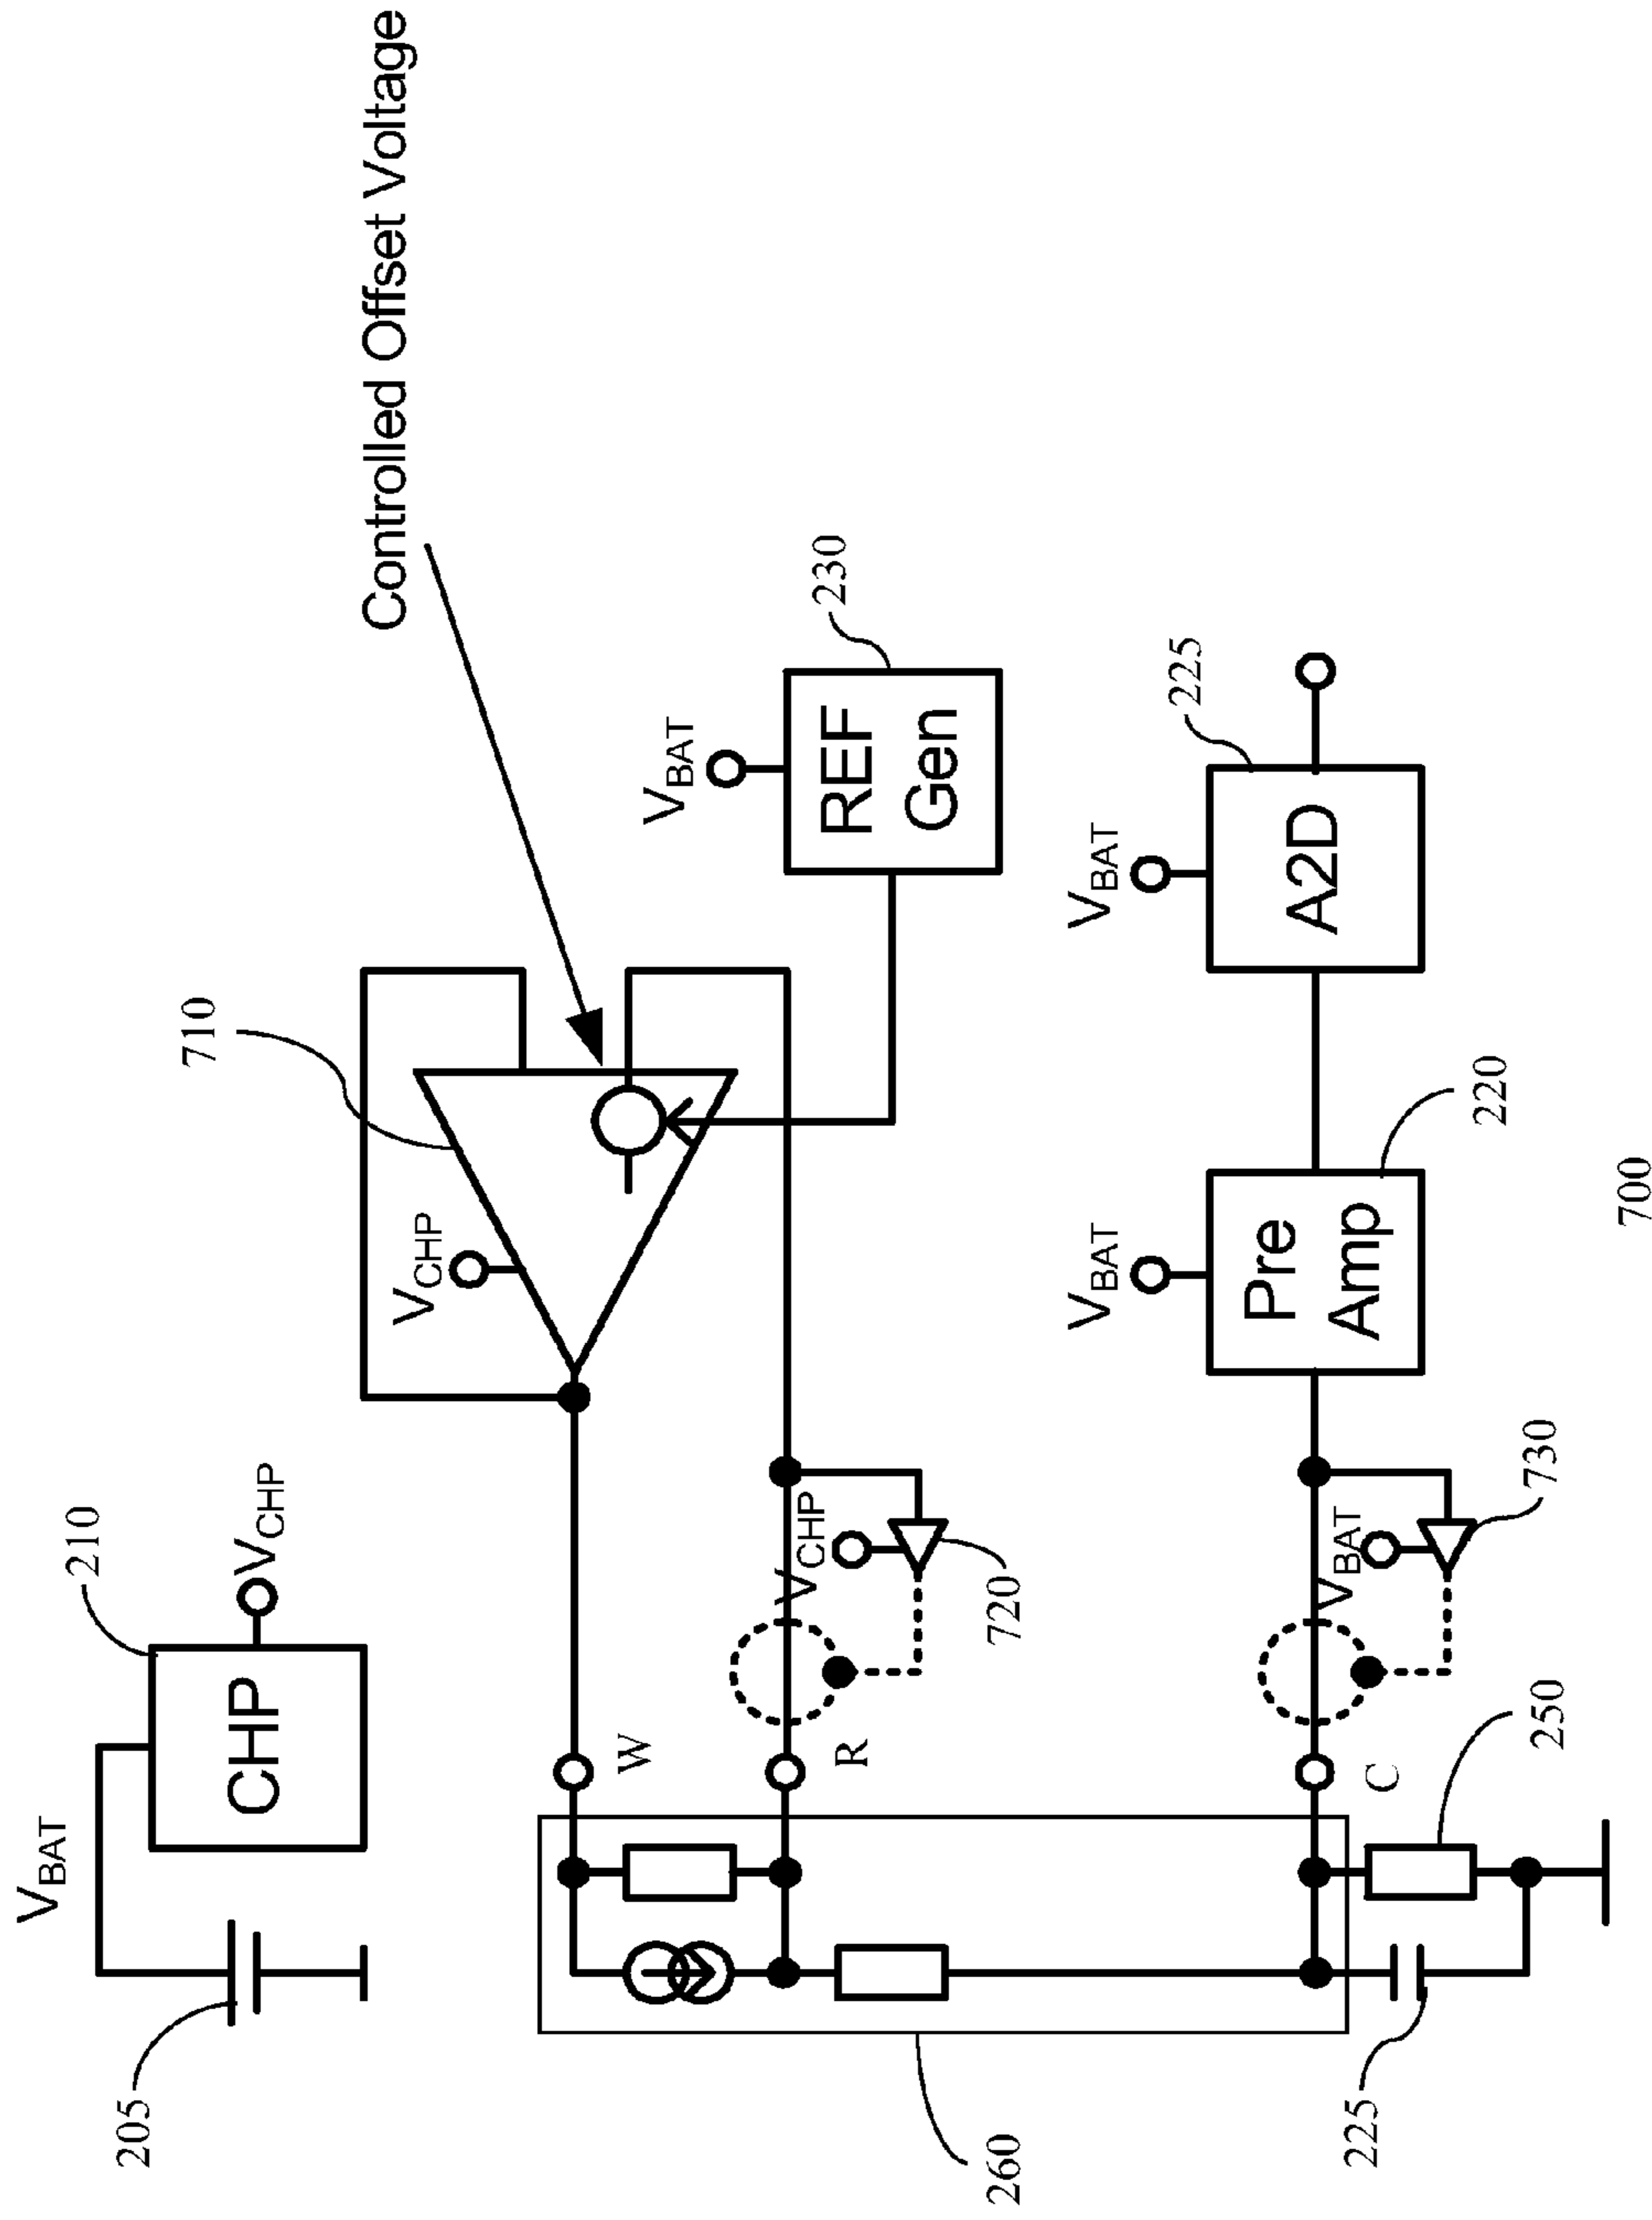 V_BAT
205
CHP
210
V_CHP
Controlled Offset Voltage
710
V_CHP
W
R
V_CHP
720
V_BAT
REF
Gen
230
260
C
V_BAT
730
V_BAT
Pre
Amp
220
V_BAT
A2D
225
225
250
700